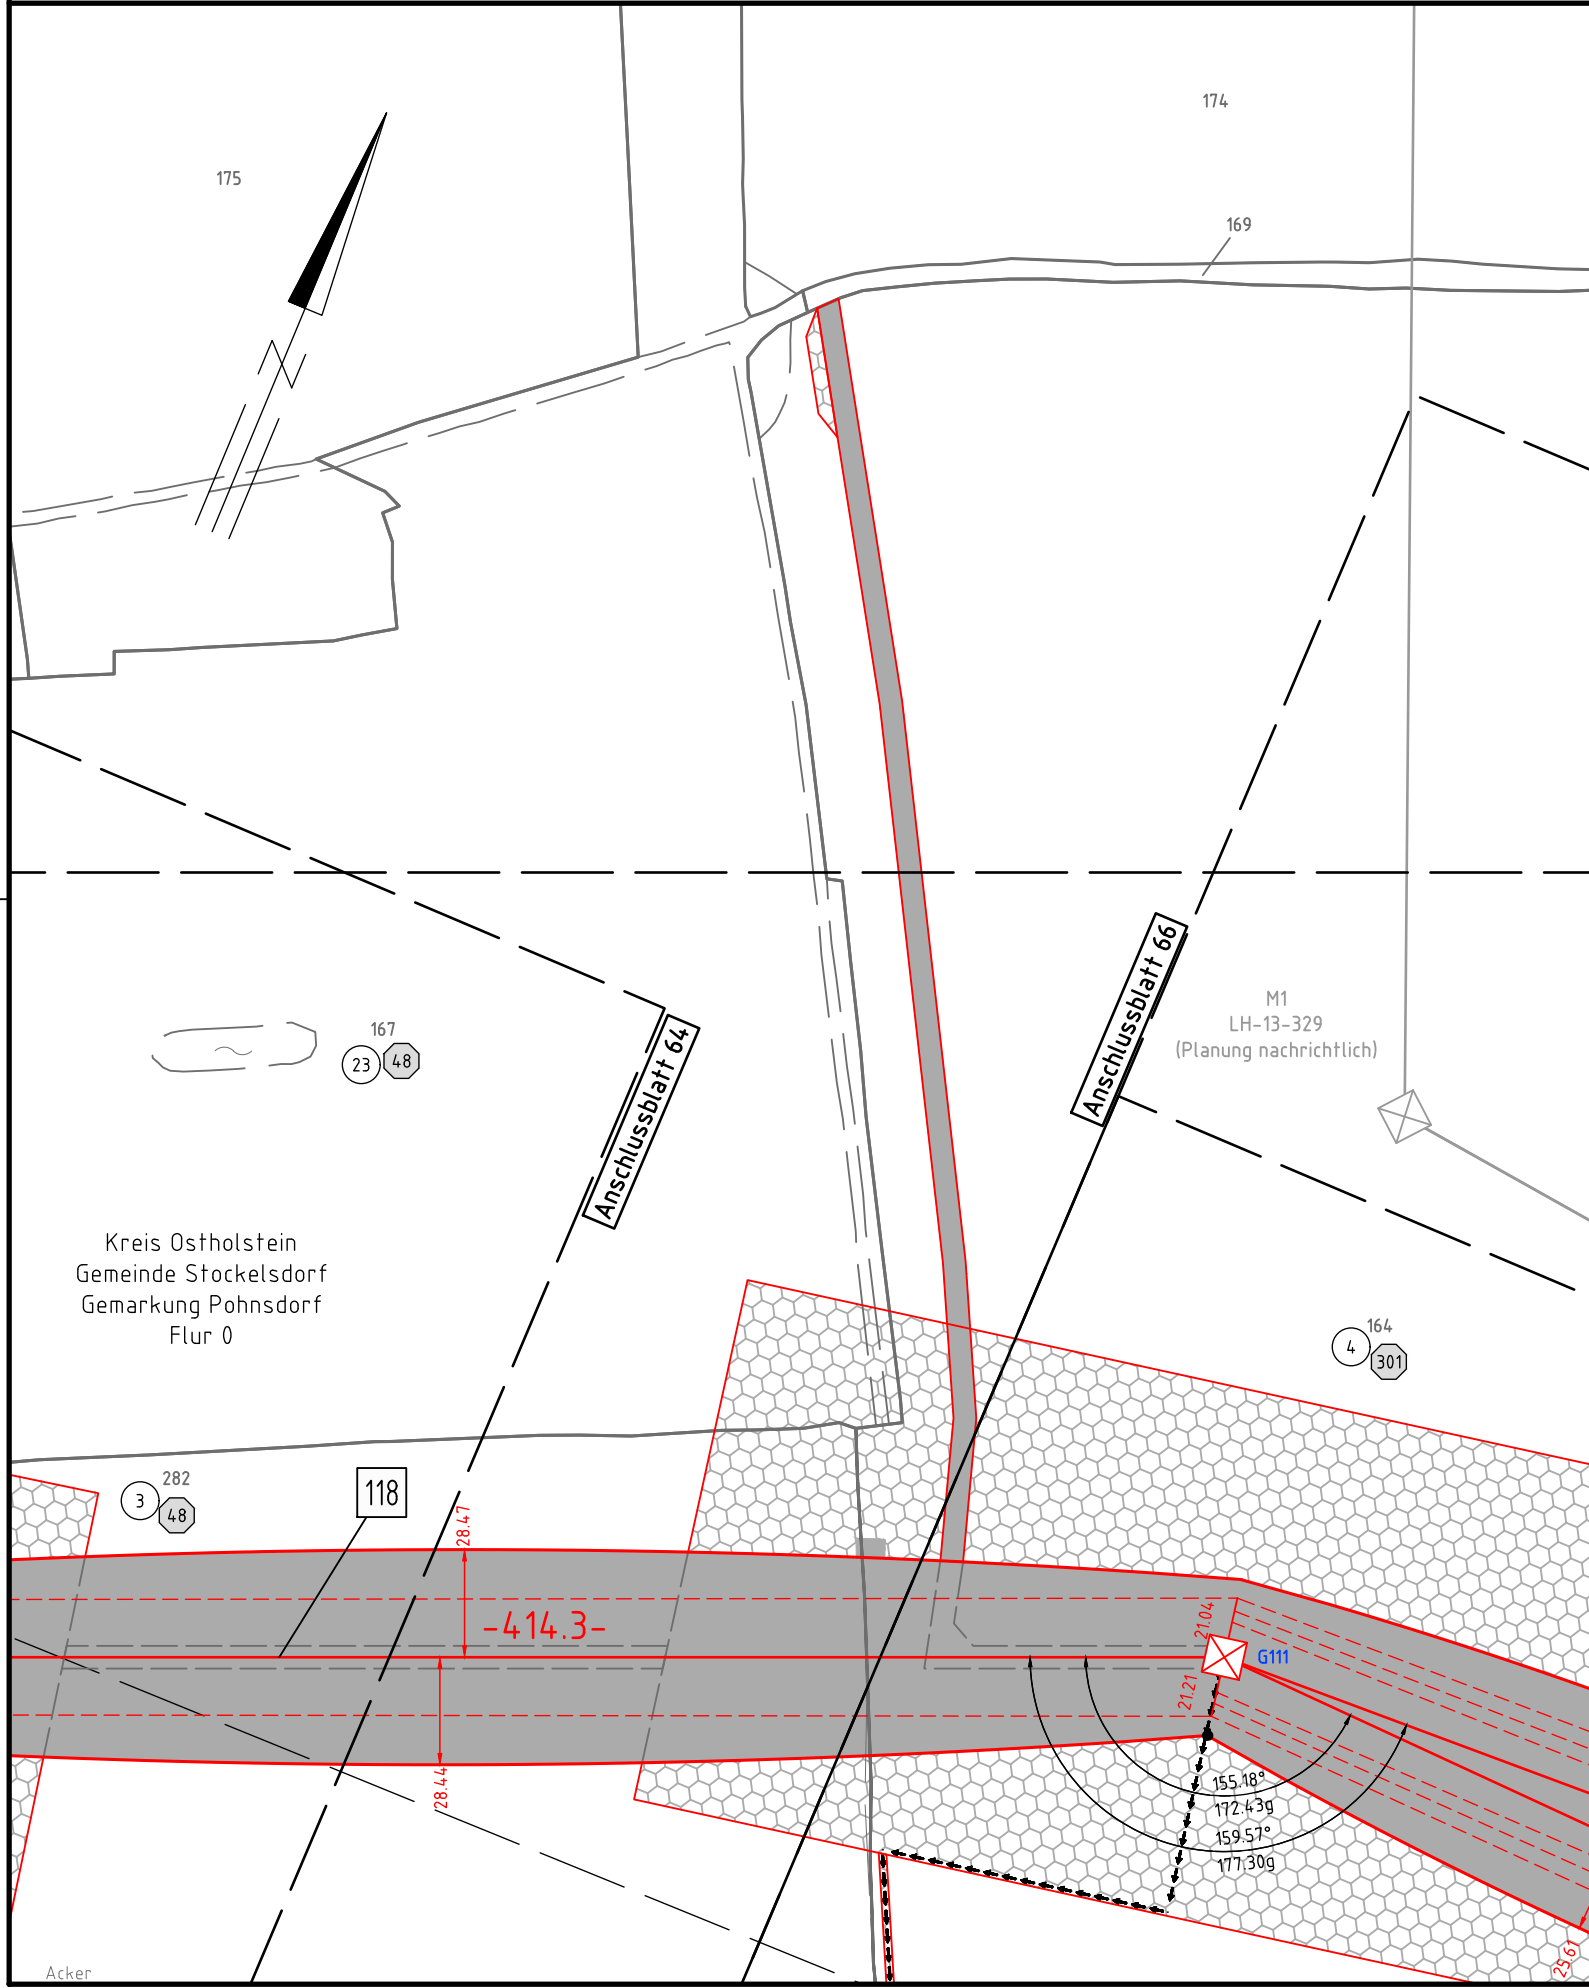 174
175
169
Anschlussblatt 66
M1
LH-13-329
(Planung nachrichtlich)
167
23
48
Anschlussblatt 64
Kreis Ostholstein
Gemeinde Stockelsdorf
Gemarkung Pohnsdorf
Flur 0
164
4
301
282
3
48
118
28.47
-414.3-
21.04
G111
21.21
28.44
155.18°
172.43g
159.57°
177.30g
25.61
Acker